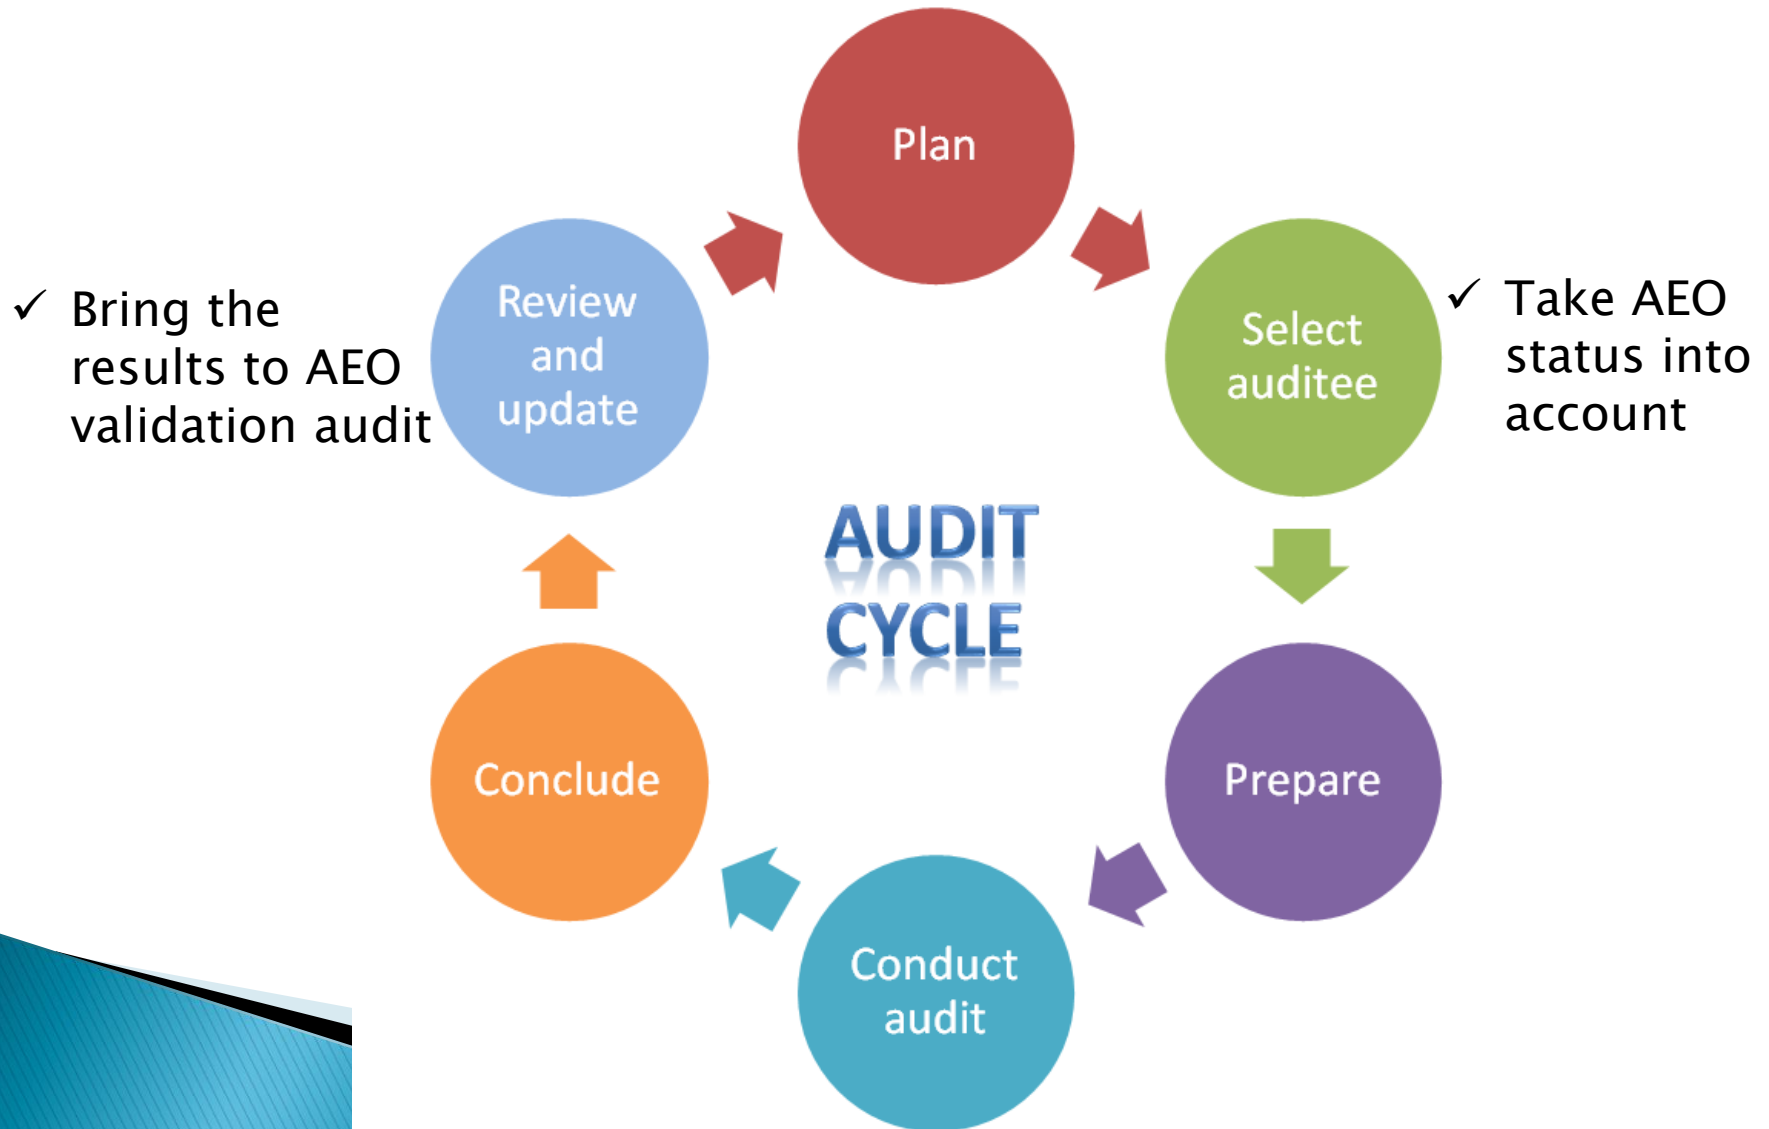 Plan
Select
auditee
✓ Take AEO
status into
account
Prepare
Conduct
audit
Conclude
Review
and
update
✓ Bring the
results to AEO
validation audit
AUDIT
CYCLE